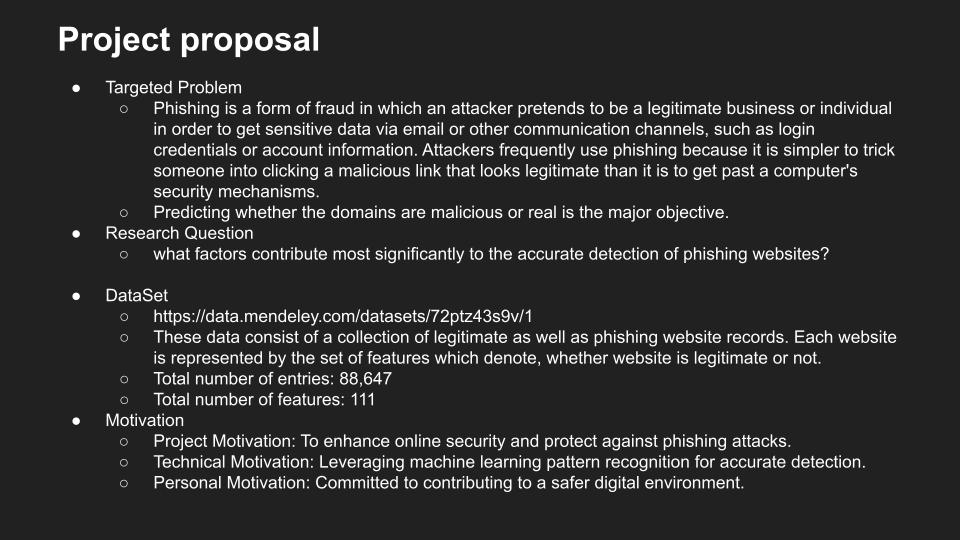 Project proposal
● Targeted Problem
○ Phishing is a form of fraud in which an attacker pretends to be a legitimate business or individual
in order to get sensitive data via email or other communication channels, such as login
credentials or account information. Attackers frequently use phishing because it is simpler to trick
someone into clicking a malicious link that looks legitimate than it is to get past a computer's
security mechanisms.
○ Predicting whether the domains are malicious or real is the major objective.
● Research Question
○ what factors contribute most significantly to the accurate detection of phishing websites?
● DataSet
○ https://data.mendeley.com/datasets/72ptz43s9v/1
○ These data consist of a collection of legitimate as well as phishing website records. Each website
is represented by the set of features which denote, whether website is legitimate or not.
○ Total number of entries: 88,647
○ Total number of features: 111
● Motivation
○ Project Motivation: To enhance online security and protect against phishing attacks.
○ Technical Motivation: Leveraging machine learning pattern recognition for accurate detection.
○ Personal Motivation: Committed to contributing to a safer digital environment.